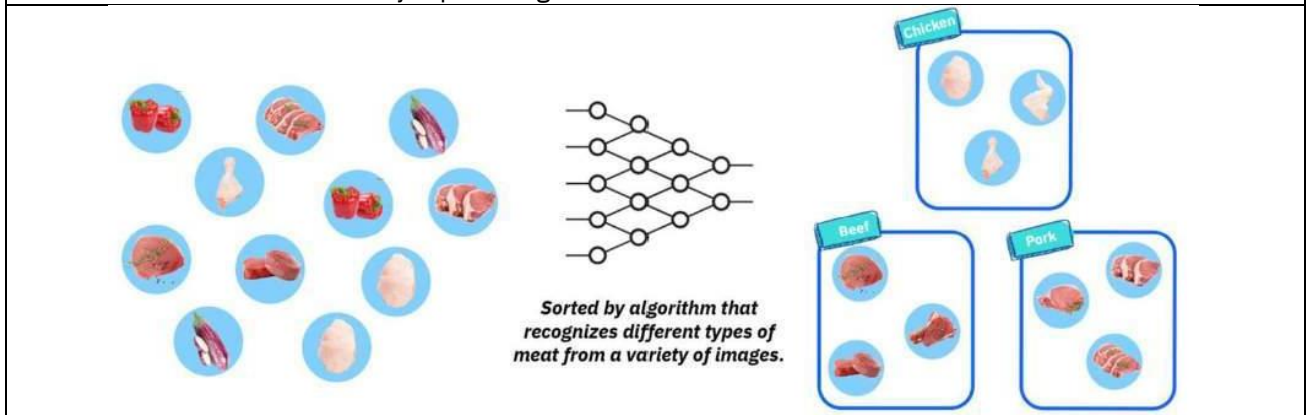 Sorted by algorithm that
recognizes different types of
meat from a variety of images.
Chicken
Beef
Pork